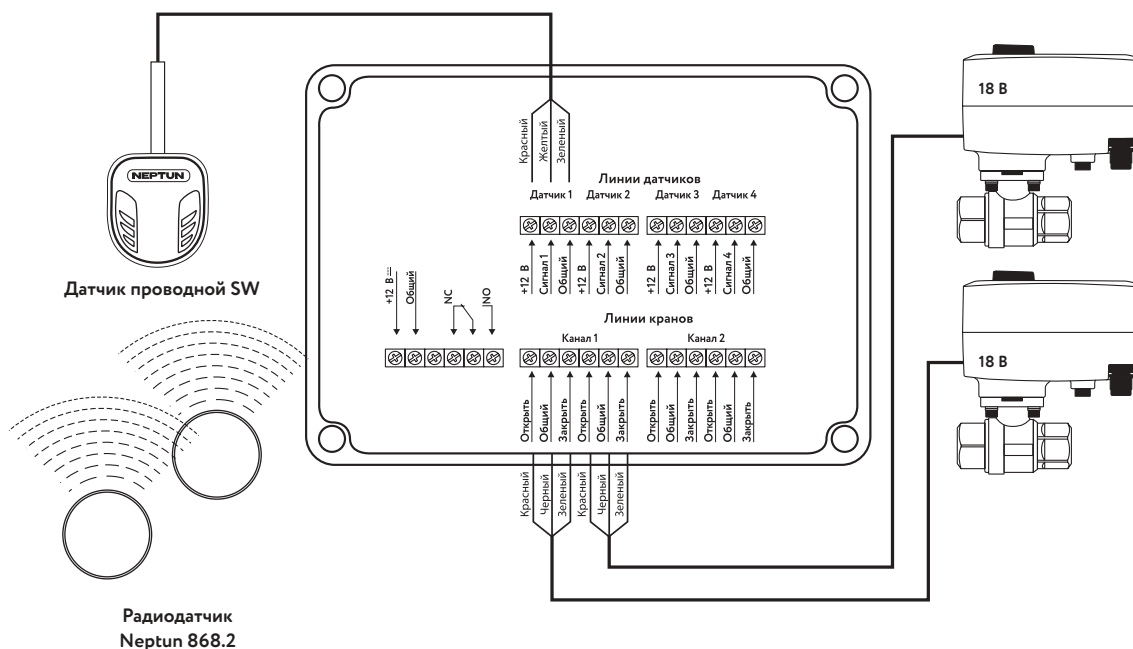 18 В
Красный
Желтый
Зеленый
NEPTUN
Линии датчиков
Датчик 1
Датчик 2
Датчик 3
Датчик 4
+12 В
Сигнал 1
Общий
+12 В
Сигнал 2
Общий
+12 В
Сигнал 3
Общий
+12 В
Сигнал 4
Общий
Датчик проводной SW
+12 В
Общий
NC
NO
Линии кранов
Канал 1
Канал 2
18 В
Открыть
Общий
Закрыть
Открыть
Общий
Закрыть
Открыть
Общий
Закрыть
Открыть
Общий
Закрыть
Красный
Черный
Зеленый
Красный
Черный
Зеленый
Радиодатчик
Neptun 868.2